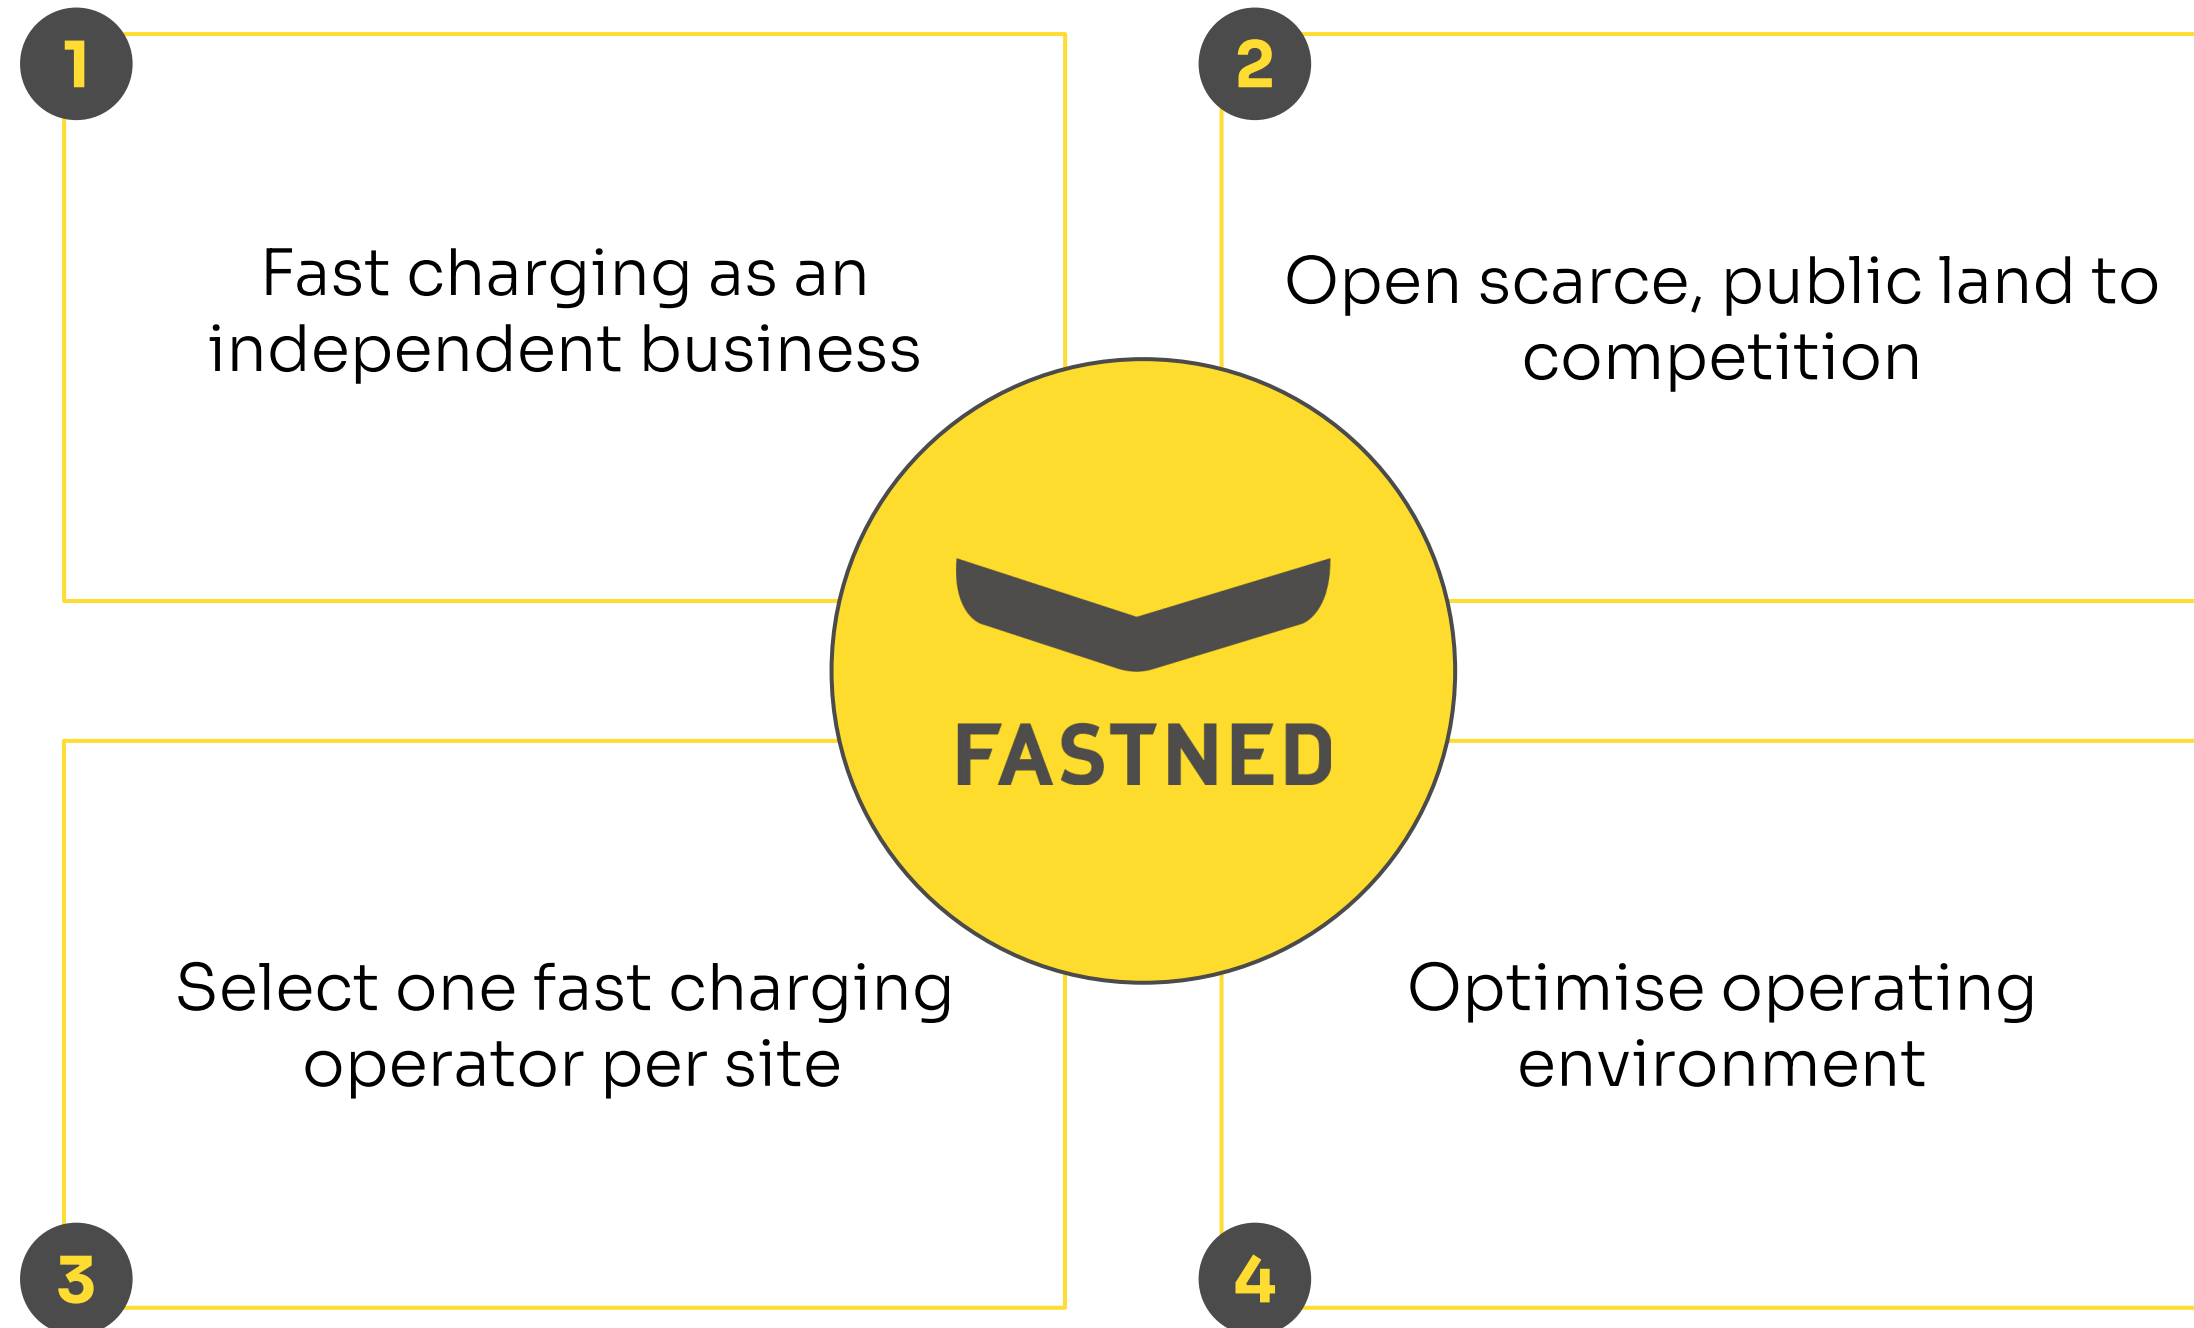 1
Fast charging as an
independent business
2
Open scarce, public land to
competition
FASTNED
3
Select one fast charging
operator per site
4
Optimise operating
environment